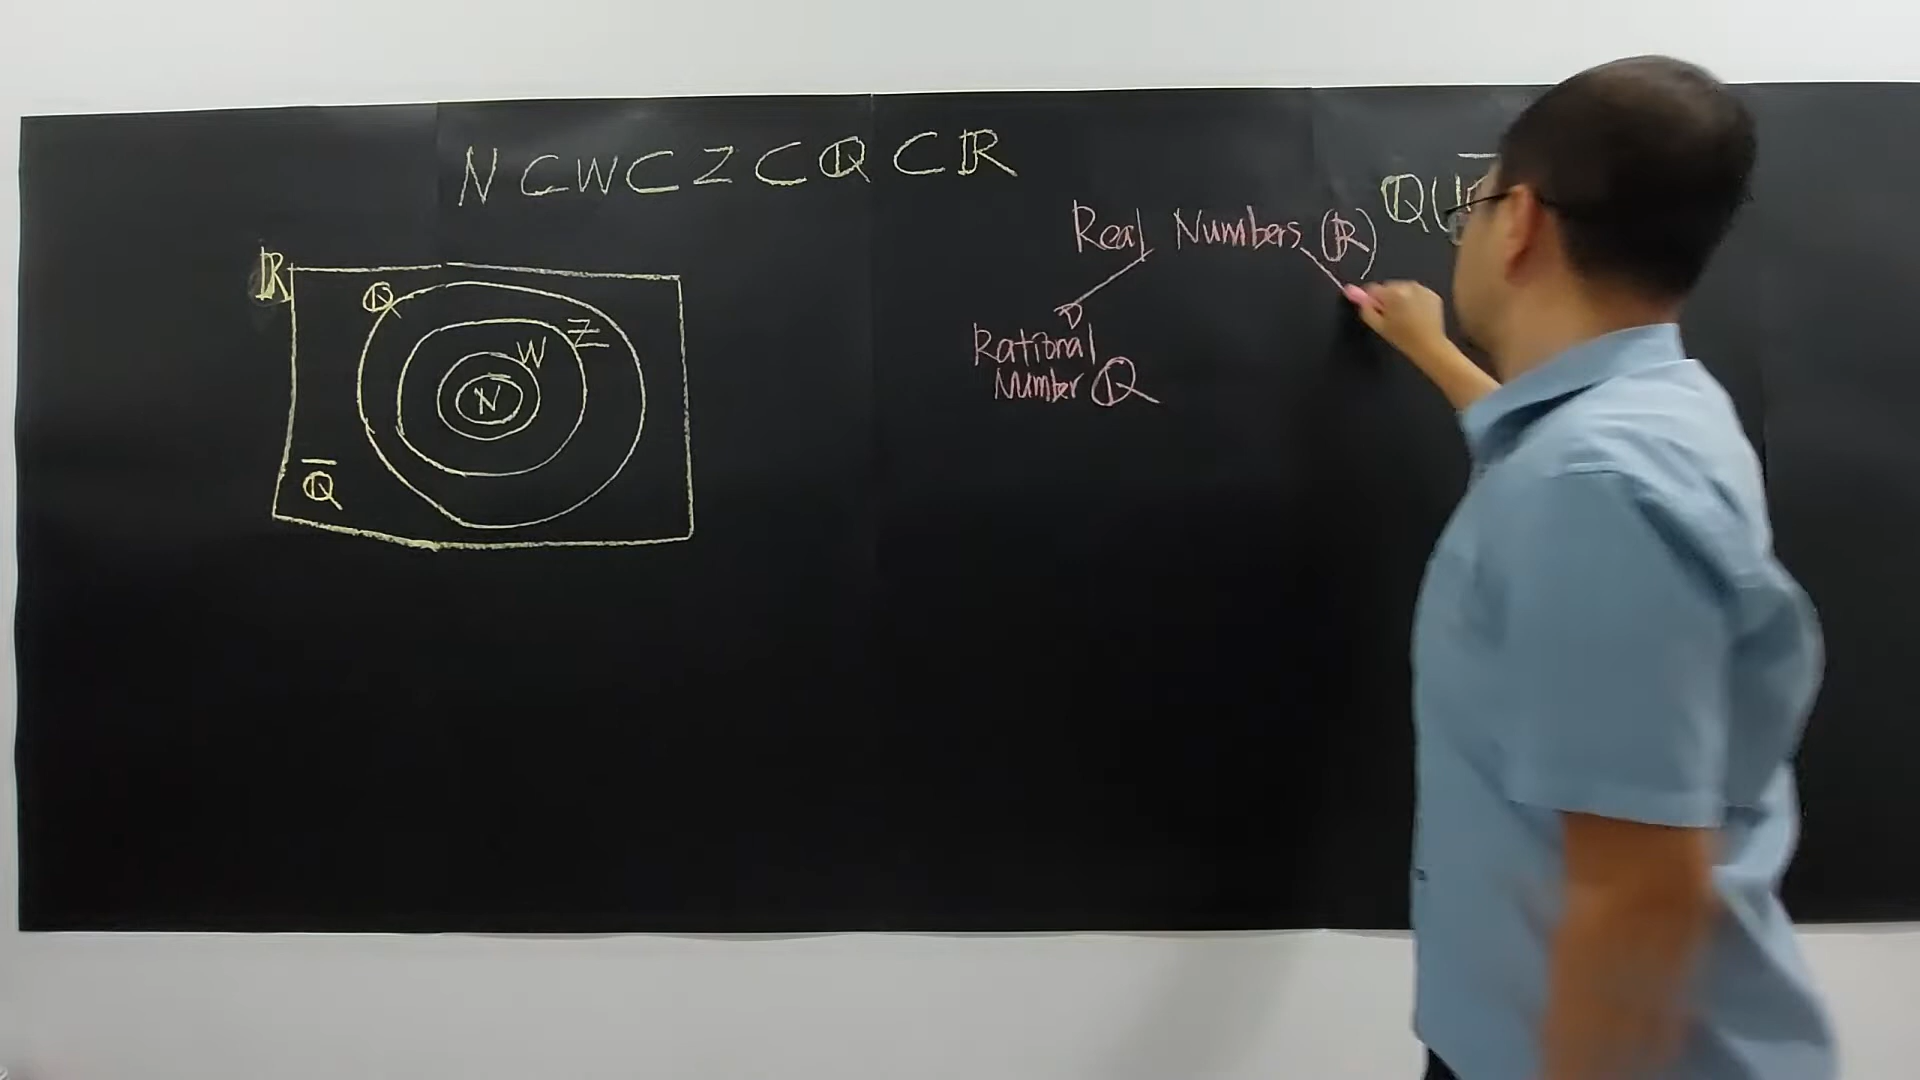 N ⊂ W ⊂ Z ⊂ ℚ ⊂ ℝ
ℝ
ℚ
Z
W
N
ℚ̅
Real Numbers (ℝ)
ℚ ∪
Rational
Number ℚ